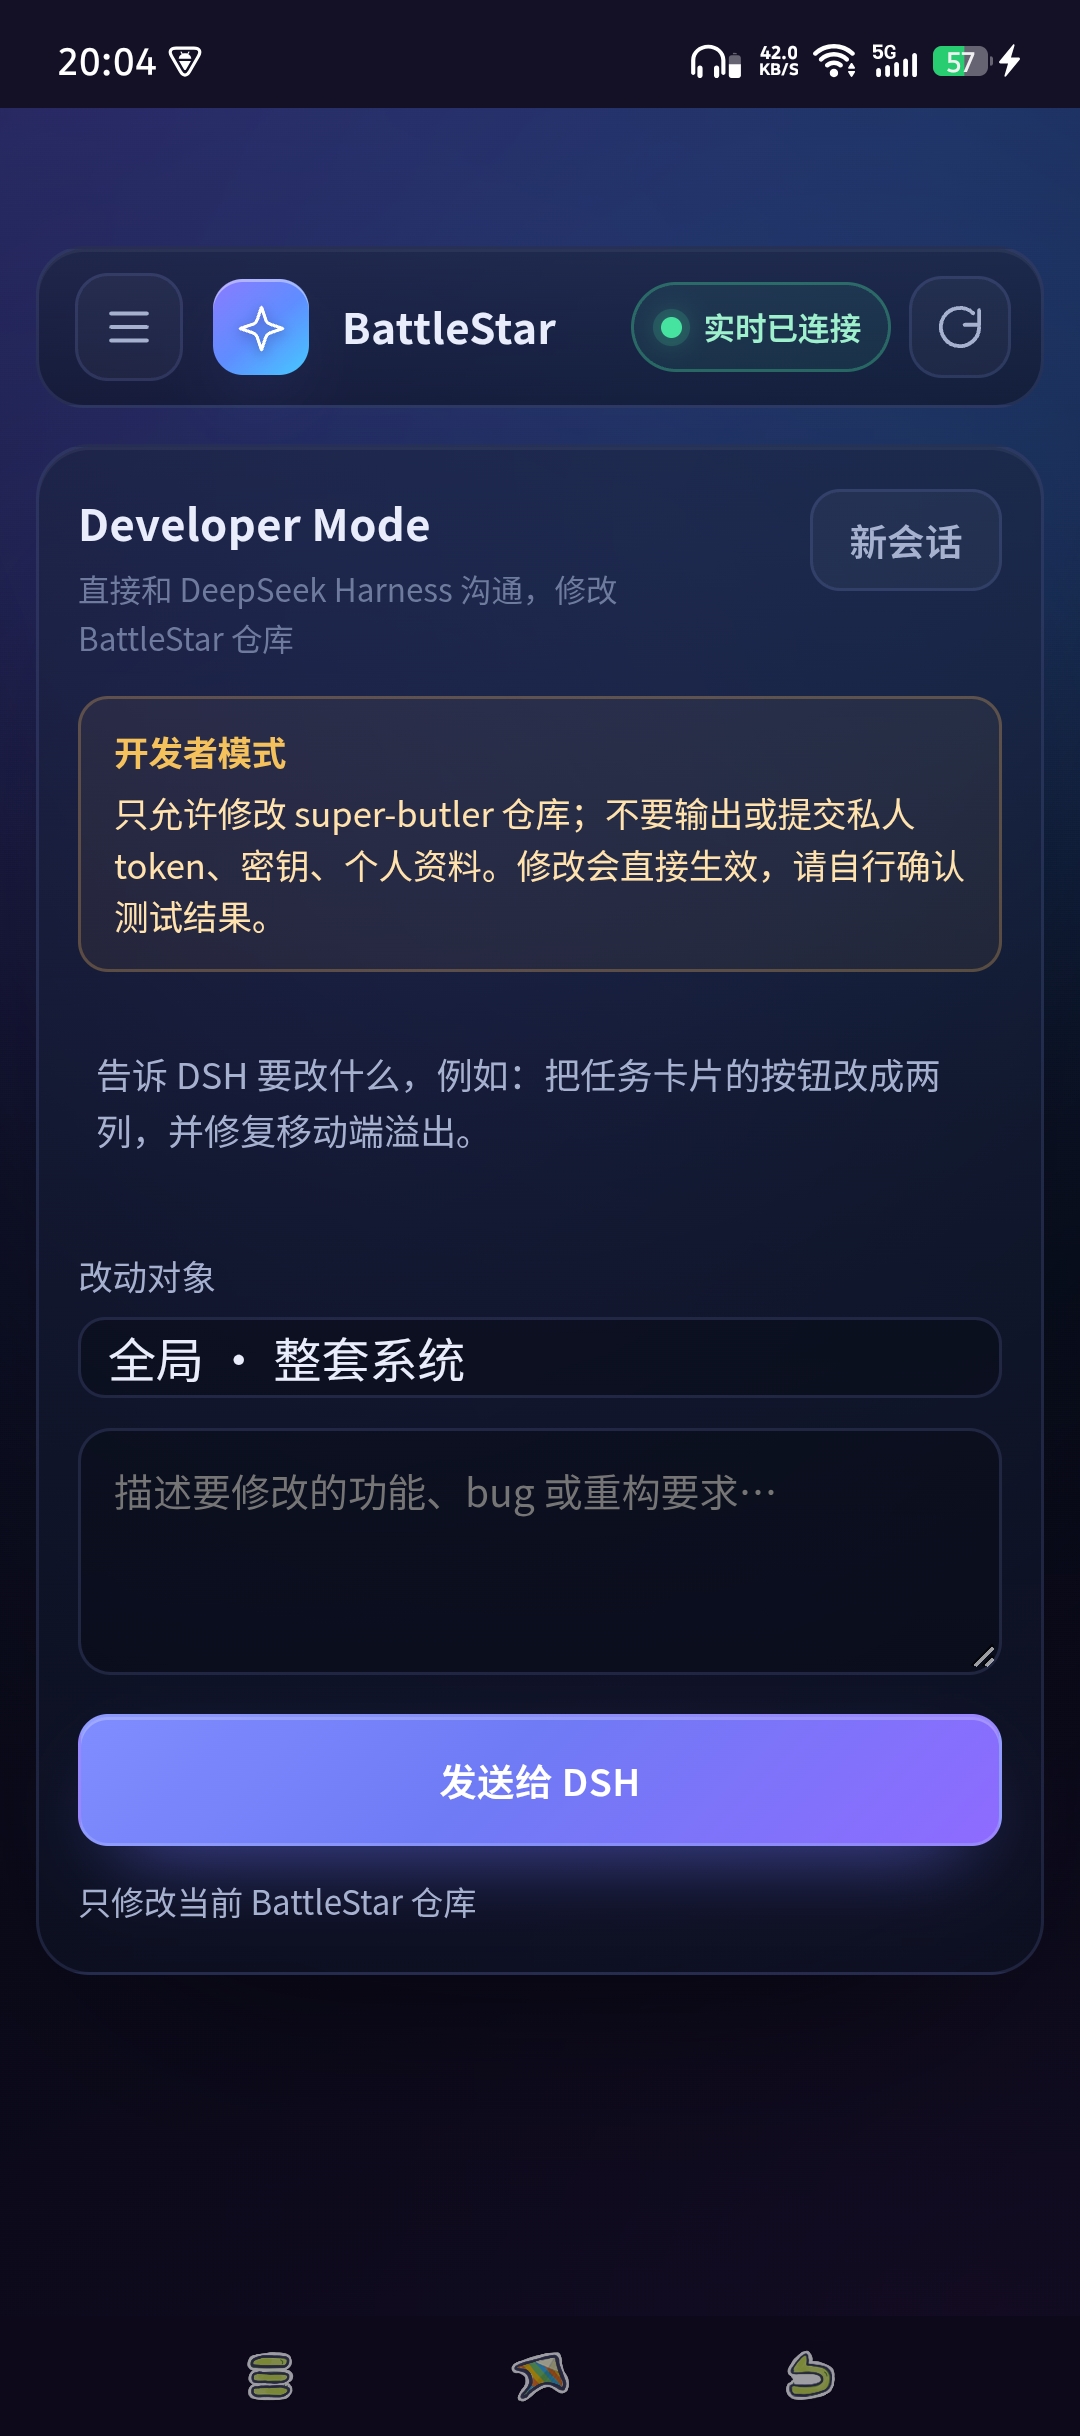 20:04
42.0
KB/S
5G
57
BattleStar
实时已连接
Developer Mode
新会话
直接和 DeepSeek Harness 沟通，修改
BattleStar 仓库
开发者模式
只允许修改 super-butler 仓库；不要输出或提交私人
token、密钥、个人资料。修改会直接生效，请自行确认
测试结果。
告诉 DSH 要改什么，例如：把任务卡片的按钮改成两
列，并修复移动端溢出。
改动对象
全局 · 整套系统
描述要修改的功能、bug 或重构要求…
发送给 DSH
只修改当前 BattleStar 仓库